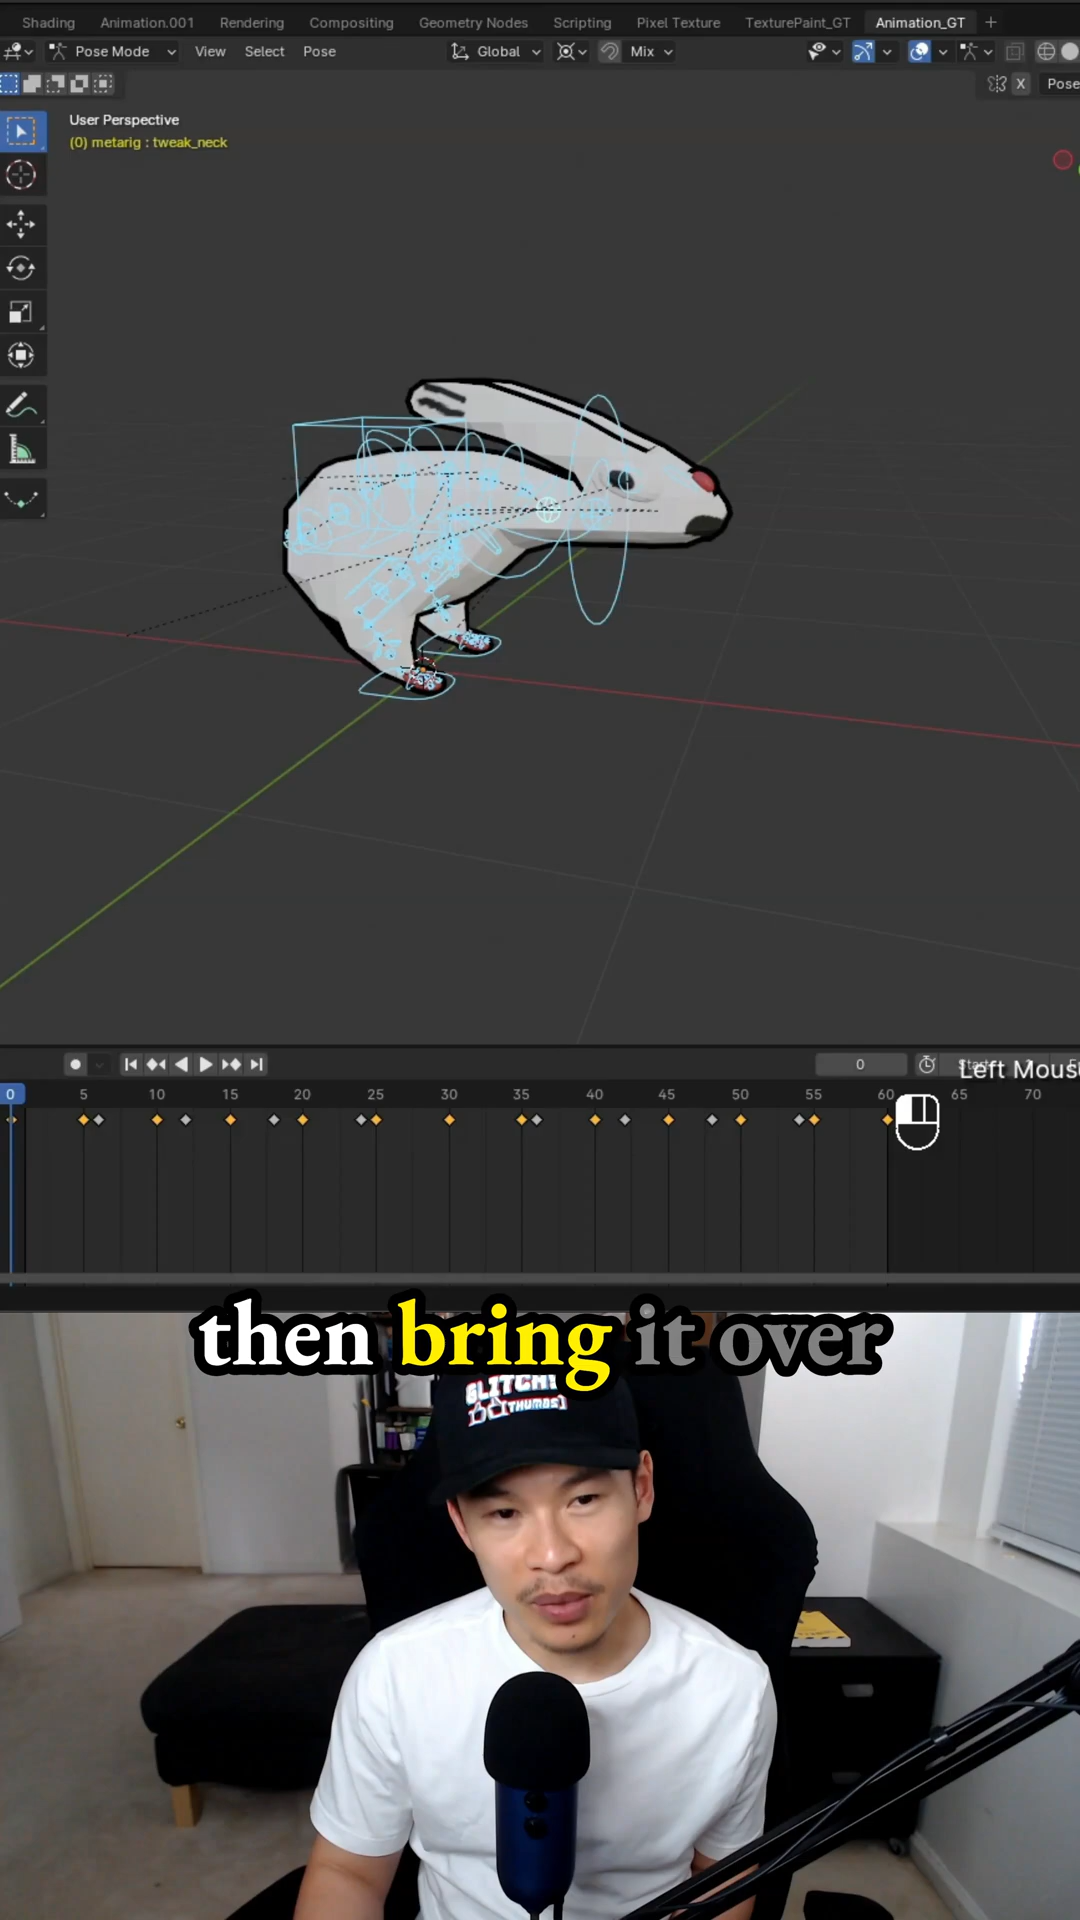 Shading Animation.001 Rendering Compositing Geometry Nodes Scripting Pixel Texture TexturePaint_GT Animation_GT +
Pose Mode View Select Pose Global Mix
X Pose
User Perspective
(0) metarig : tweak_neck
0
Left Mous
0 5 10 15 20 25 30 35 40 45 50 55 60 65 70
then bring it over
GLITCHY
[THUMBS]